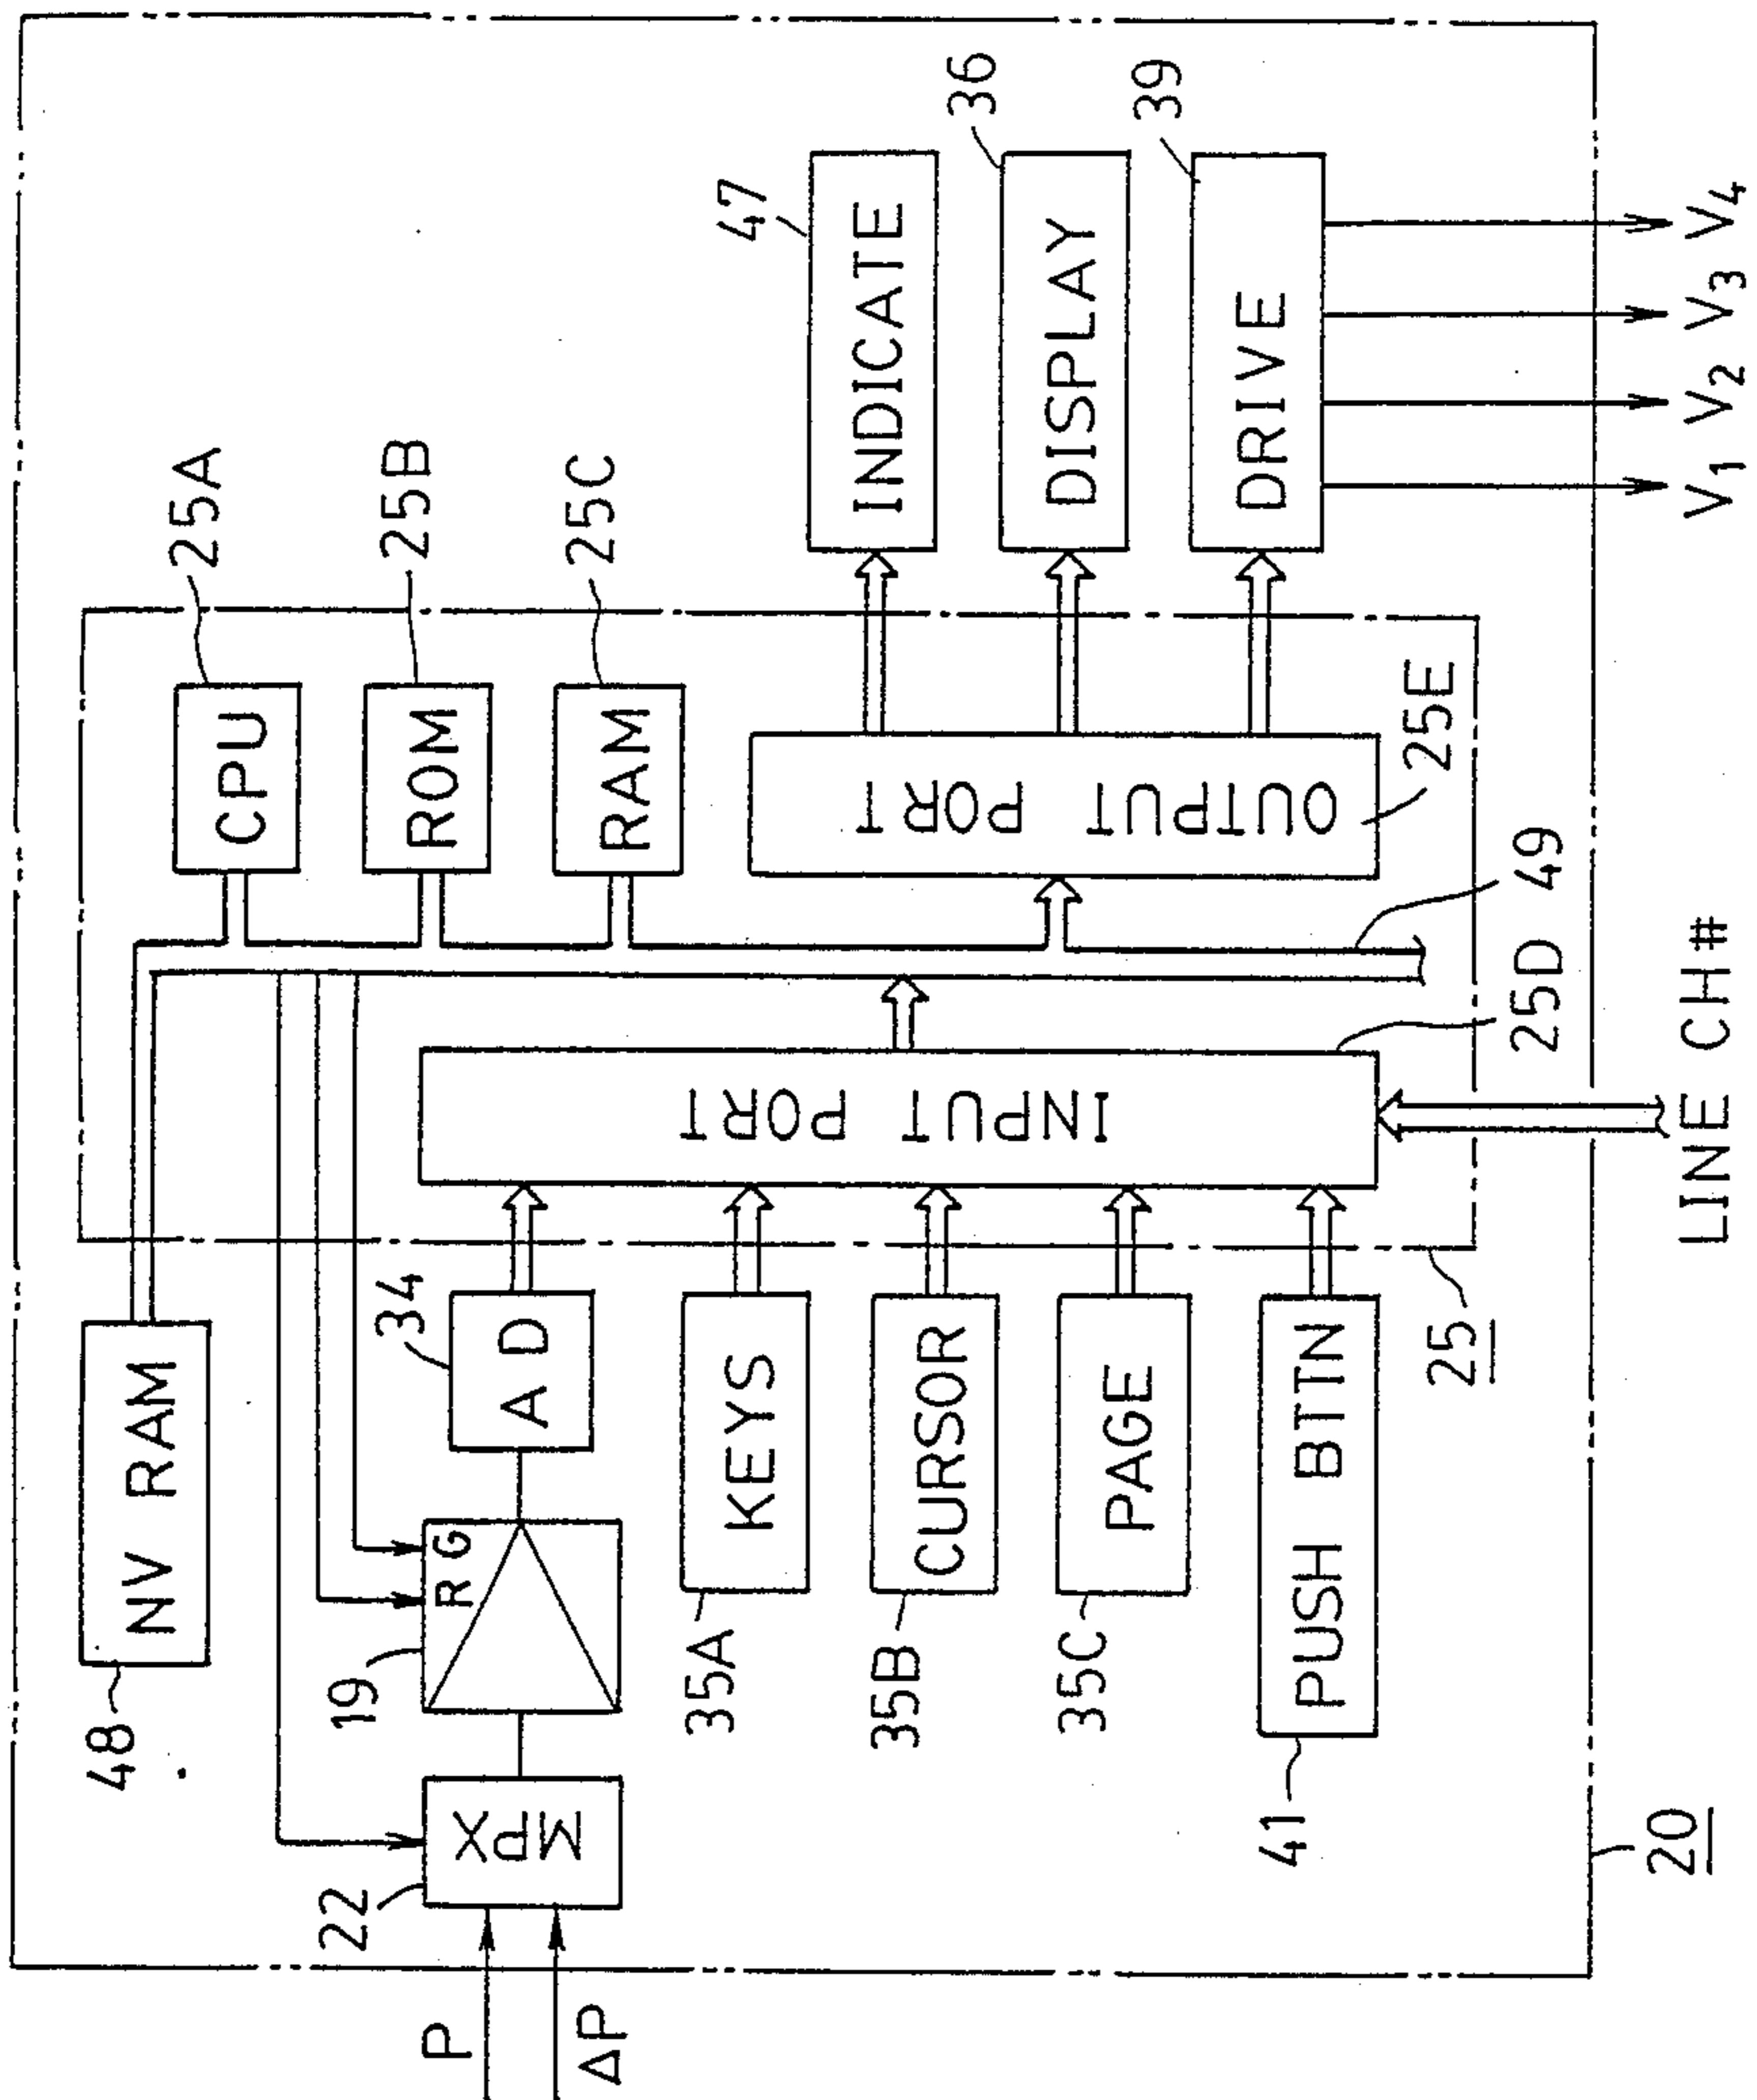 48
NV RAM
25A
CPU
25B
ROM
25C
RAM
22
MPX
19
R G
34
A D
P
ΔP
35A
KEYS
35B
CURSOR
35C
PAGE
41
PUSH BTTN
INPUT PORT
OUTPUT PORT
25E
47
INDICATE
DISPLAY
36
DRIVE
39
49
25D
25
20
LINE CH#
V1 V2 V3 V4